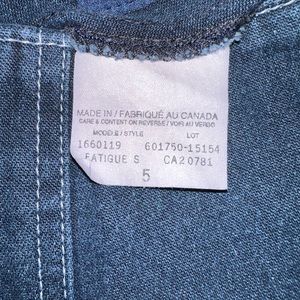 MADE IN / FABRIQUÉ AU CANADA
CARE & CONTENT ON REVERSE / VOIR AU VERSO
MODÈLE / STYLE LOT
1660119 601750-15154
FATIGUE S CA20781
5